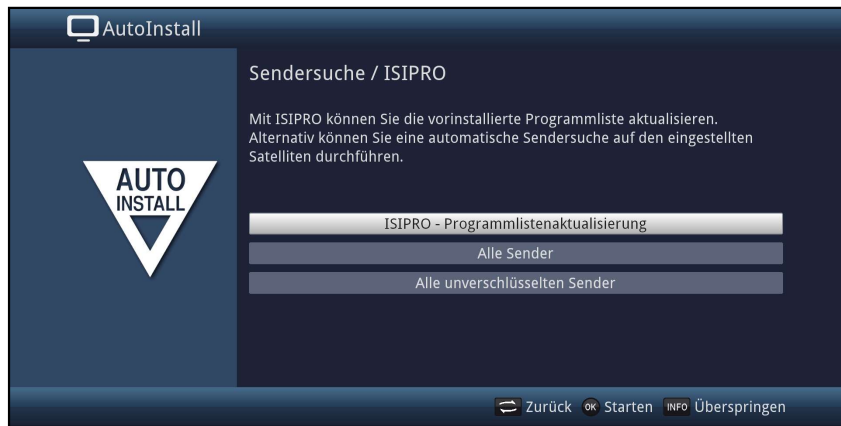 AutoInstall
Sendersuche / ISIPRO
Mit ISIPRO können Sie die vorinstallierte Programmliste aktualisieren.
Alternativ können Sie eine automatische Sendersuche auf den eingestellten
Satelliten durchführen.
AUTO
INSTALL
ISIPRO - Programmlistenaktualisierung
Alle Sender
Alle unverschlüsselten Sender
Zurück OK Starten INFO Überspringen